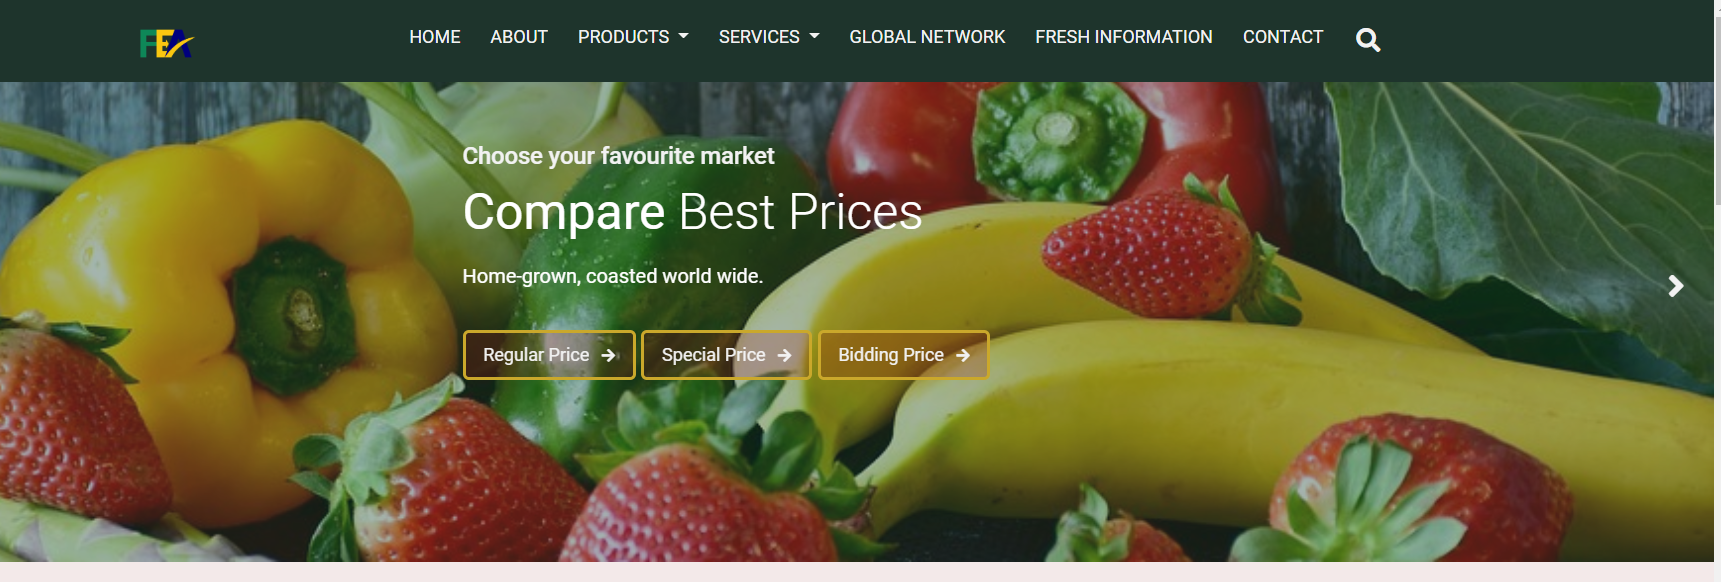 FEA
HOME ABOUT PRODUCTS SERVICES GLOBAL NETWORK FRESH INFORMATION CONTACT
Choose your favourite market
Compare Best Prices
Home-grown, coasted world wide.
Regular Price Special Price Bidding Price